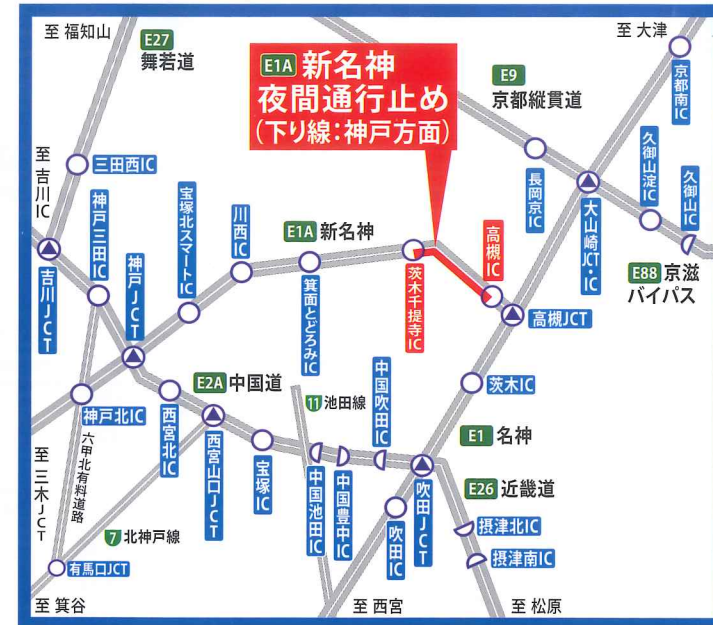 至 福知山
E27
舞若道
E1A 新名神
夜間通行止め
(下り線:神戸方面)
至 大津
京都南IC
E9
京都縦貫道
至 吉川IC
三田西IC
神戸三田IC
宝塚北スマートIC
川西IC
E1A 新名神
長岡京IC
大山崎JCT・IC
久御山淀IC
久御山IC
高槻IC
E88 京滋
バイパス
吉川JCT
神戸JCT
箕面とどろみIC
茨木千提寺IC
高槻JCT
茨木IC
E2A 中国道
11 池田線
中国吹田IC
E1 名神
神戸北IC
西宮北IC
西宮山口JCT
宝塚IC
中国池田IC
中国豊中IC
吹田JCT
吹田IC
E26 近畿道
至 三木JCT
六甲北有料道路
7 北神戸線
摂津北IC
摂津南IC
有馬口JCT
至 箕谷
至 西宮
至 松原